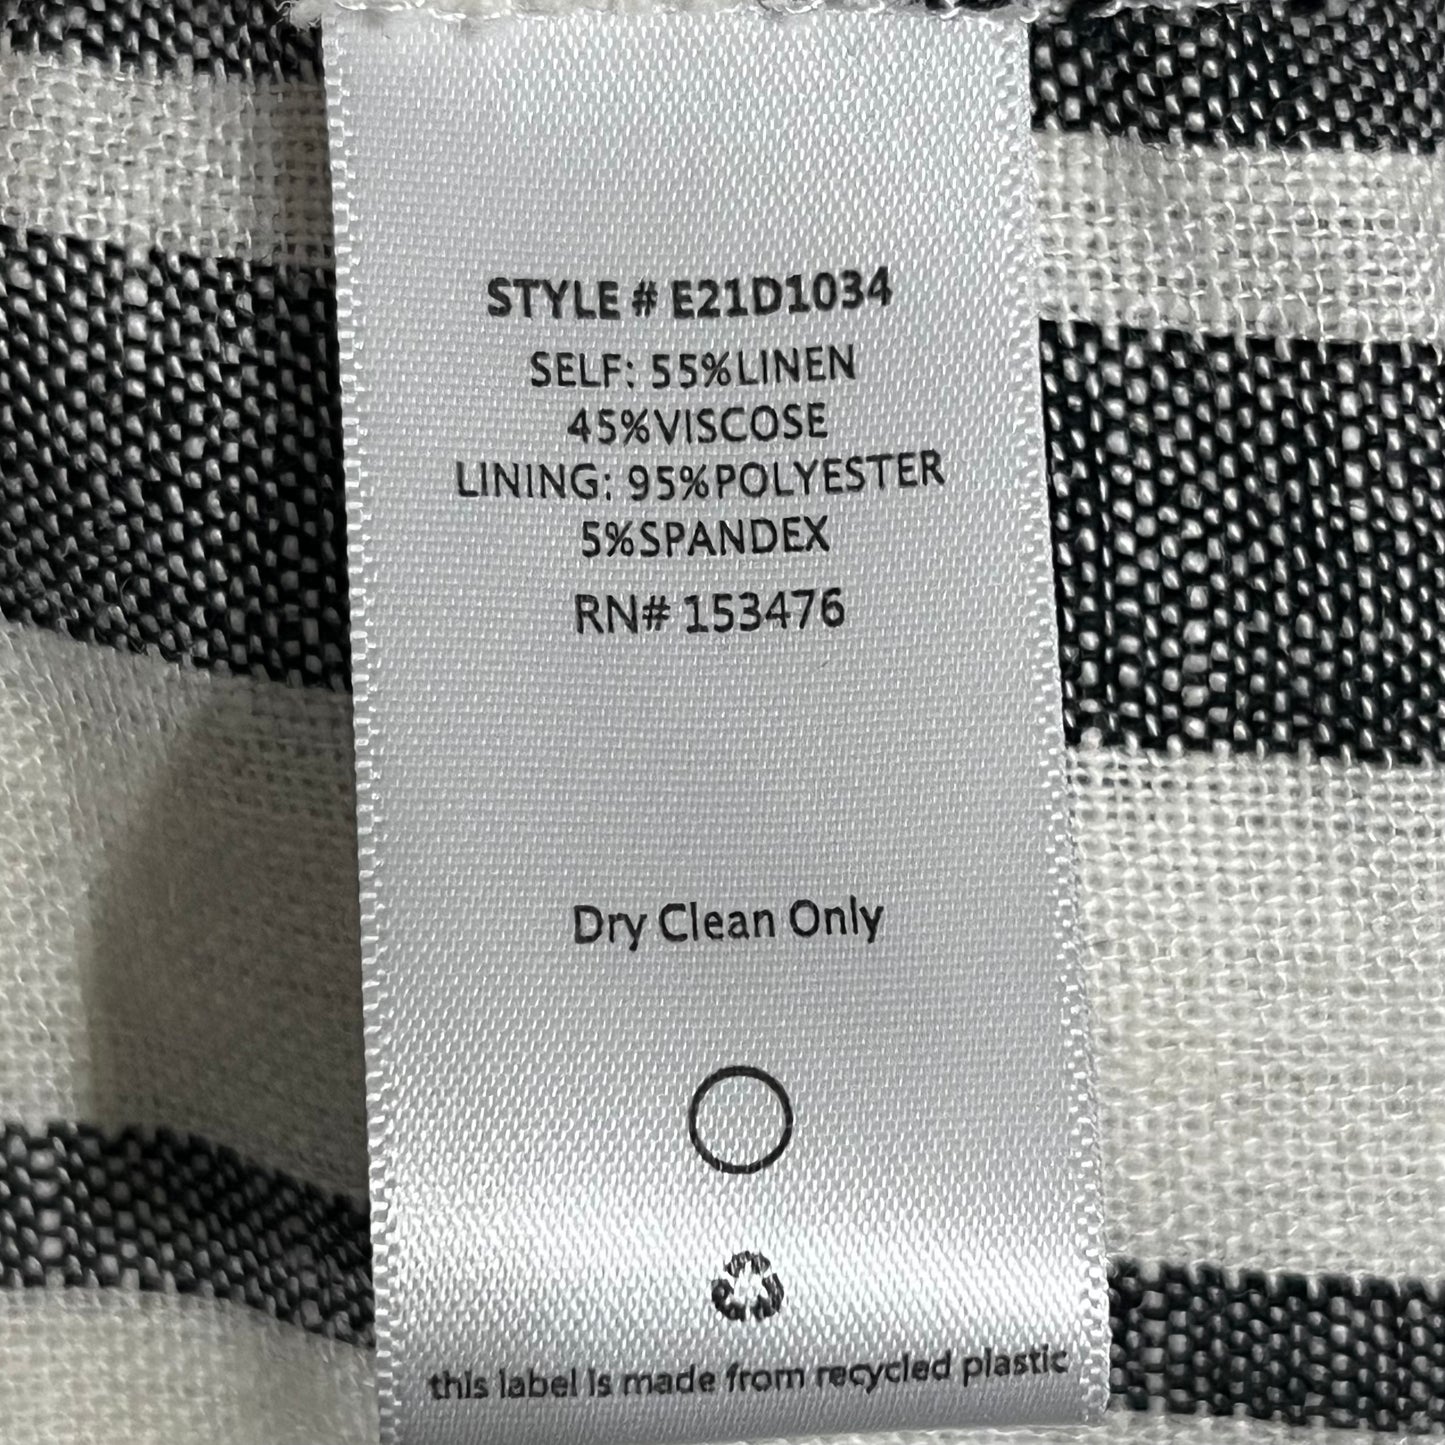 STYLE # E21D1034
SELF: 55%LINEN
45%VISCOSE
LINING: 95%POLYESTER
5%SPANDEX
RN# 153476
Dry Clean Only
this label is made from recycled plastic